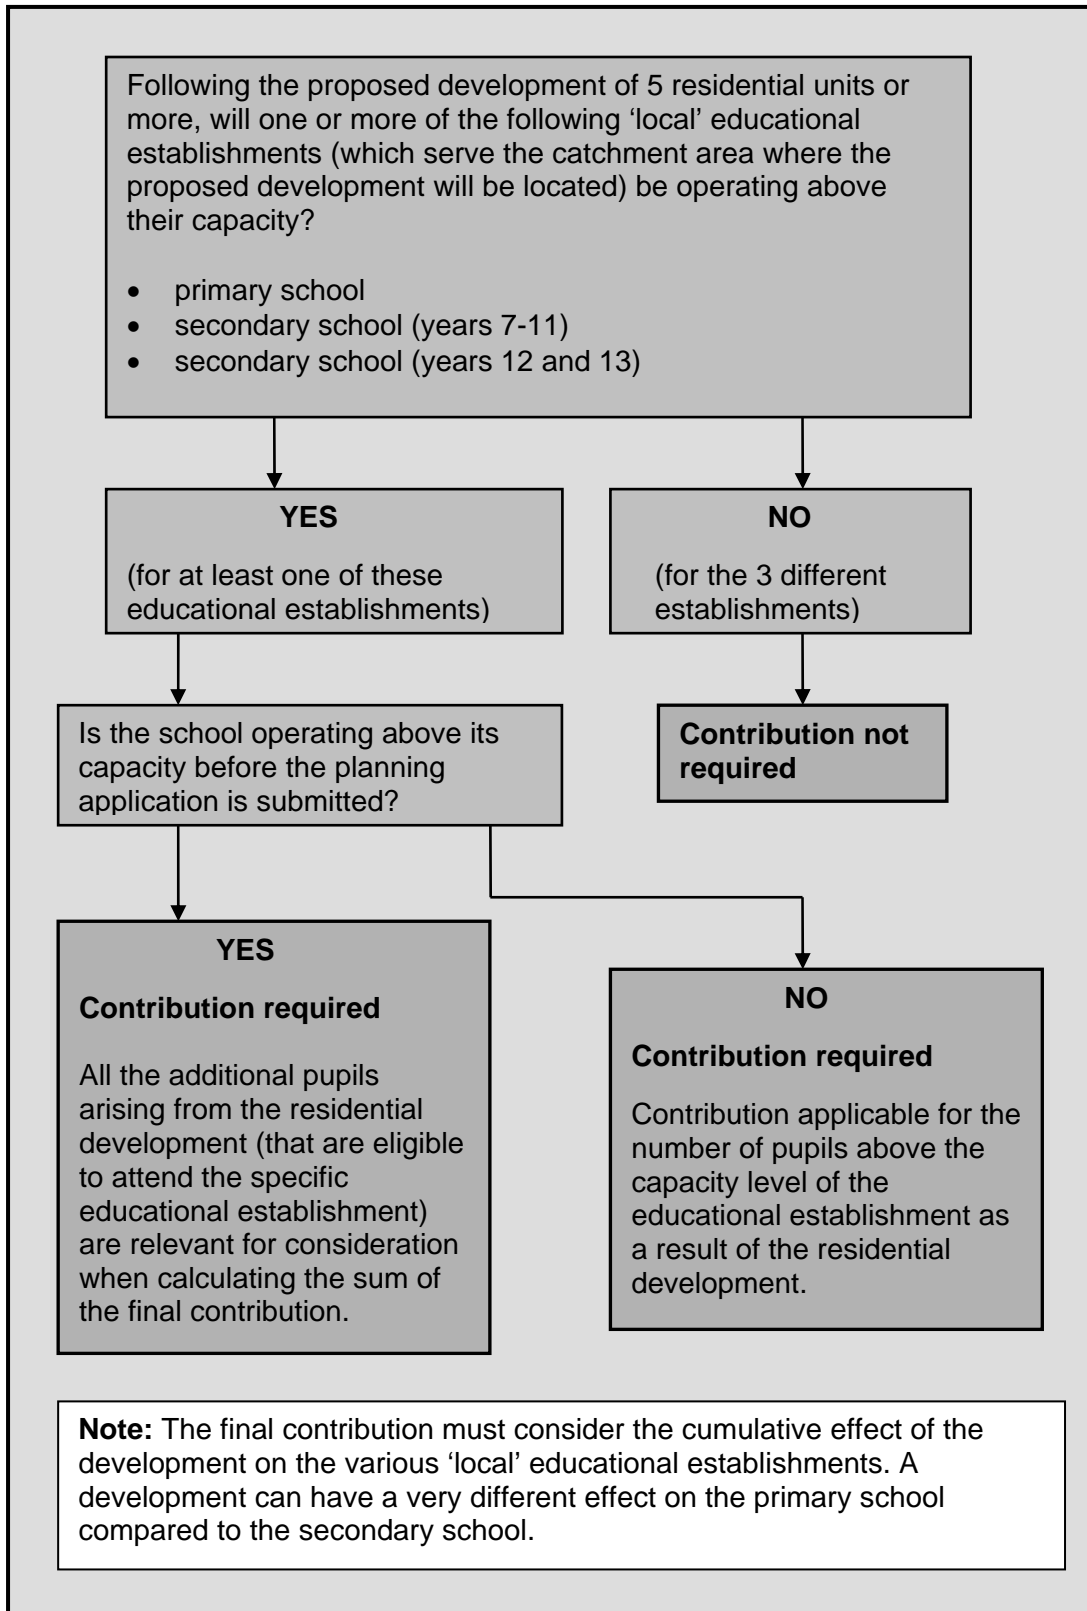 Following the proposed development of 5 residential units or
more, will one or more of the following ‘local’ educational
establishments (which serve the catchment area where the
proposed development will be located) be operating above
their capacity?
• primary school
• secondary school (years 7-11)
• secondary school (years 12 and 13)
YES
(for at least one of these
educational establishments)
NO
(for the 3 different
establishments)
Is the school operating above its
capacity before the planning
application is submitted?
Contribution not
required
YES
Contribution required
All the additional pupils
arising from the residential
development (that are eligible
to attend the specific
educational establishment)
are relevant for consideration
when calculating the sum of
the final contribution.
NO
Contribution required
Contribution applicable for the
number of pupils above the
capacity level of the
educational establishment as
a result of the residential
development.
Note: The final contribution must consider the cumulative effect of the
development on the various ‘local’ educational establishments. A
development can have a very different effect on the primary school
compared to the secondary school.